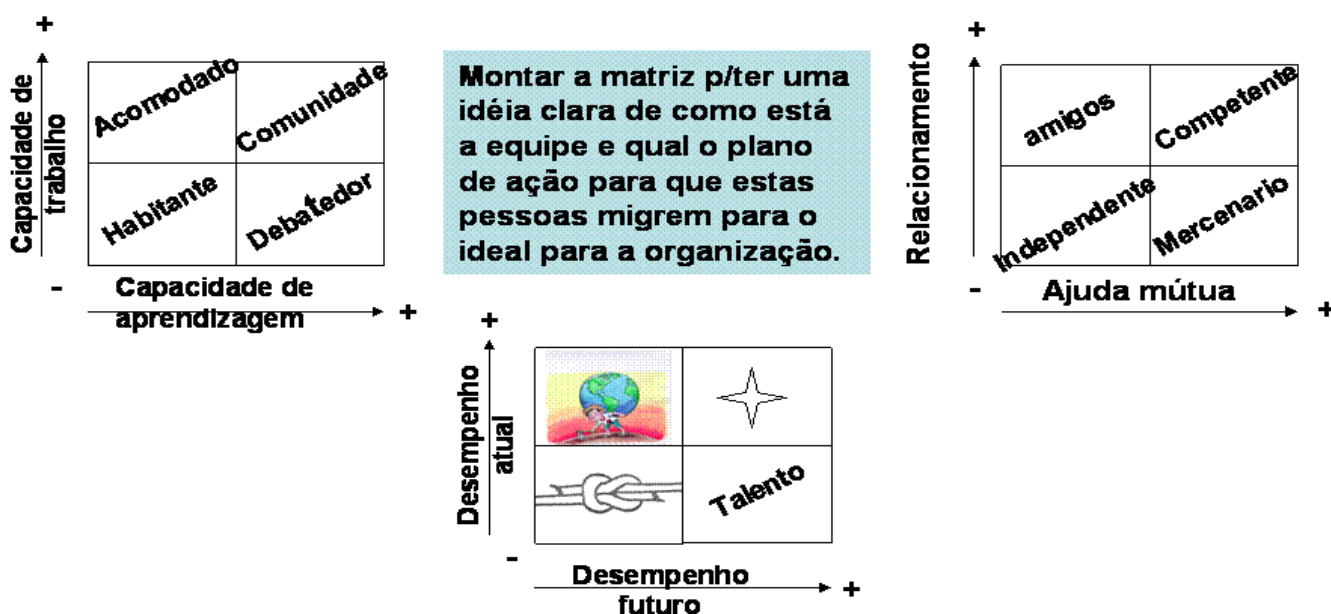 +
Capacidade de
trabalho
Acomodado
Comunidade
Habitante
Debatedor
-
Capacidade de
aprendizagem
+
Montar a matriz p/ter uma
idéia clara de como está
a equipe e qual o plano
de ação para que estas
pessoas migrem para o
ideal para a organização.
+
Relacionamento
amigos
Competente
Independente
Mercenario
-
Ajuda mútua
+
+
Desempenho
atual
Talento
-
Desempenho
futuro
+